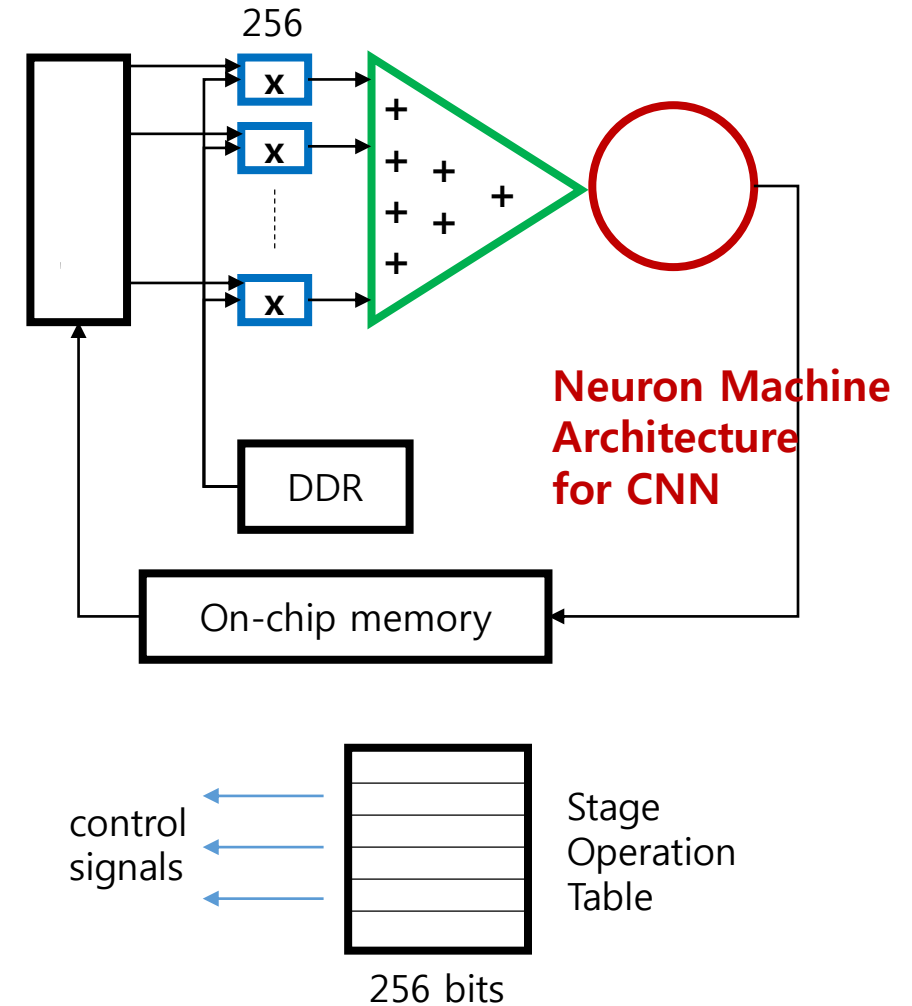 256
x
+
x
+
+
+
+
+
x
+
Neuron Machine
Architecture
for CNN
DDR
On-chip memory
control
signals
Stage
Operation
Table
256 bits